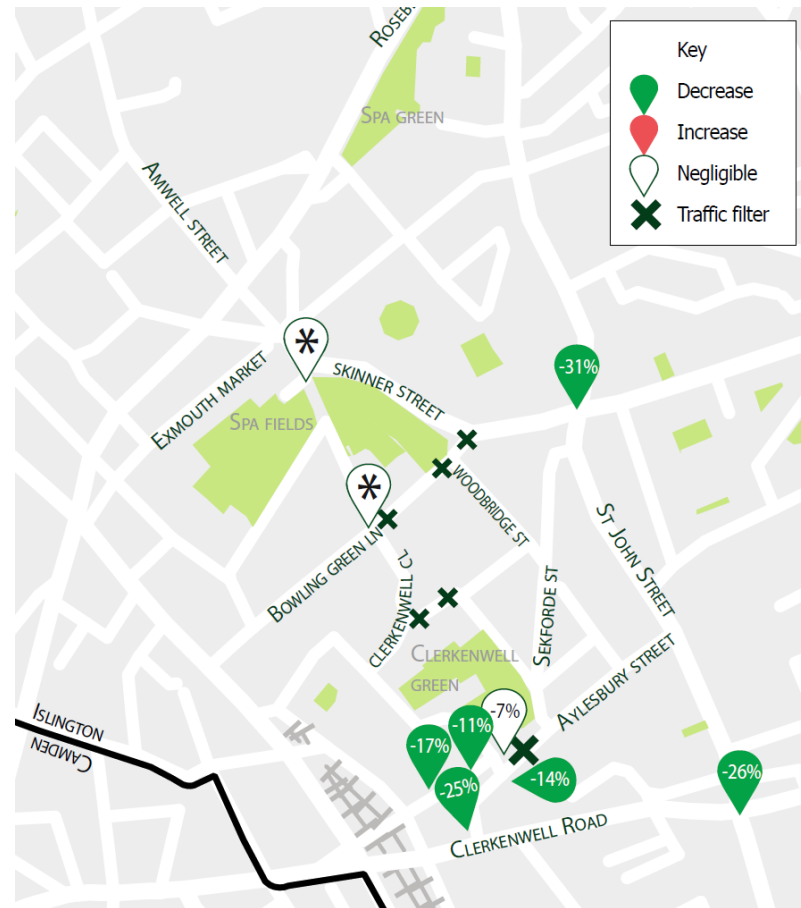 ROSEB
SPA GREEN
Key
Decrease
Increase
Negligible
Traffic filter
AMWELL STREET
*
EXMOUTH MARKET
SKINNER STREET
SPA FIELDS
-31%
*
WOODBRIDGE ST
BOWLING GREEN LN
CLERKENWELL CL
ST JOHN STREET
SEKFORDE ST
CLERKENWELL
GREEN
AYLESBURY STREET
ISLINGTON
CAMDEN
-7%
-11%
-17%
-14%
-25%
-26%
CLERKENWELL ROAD